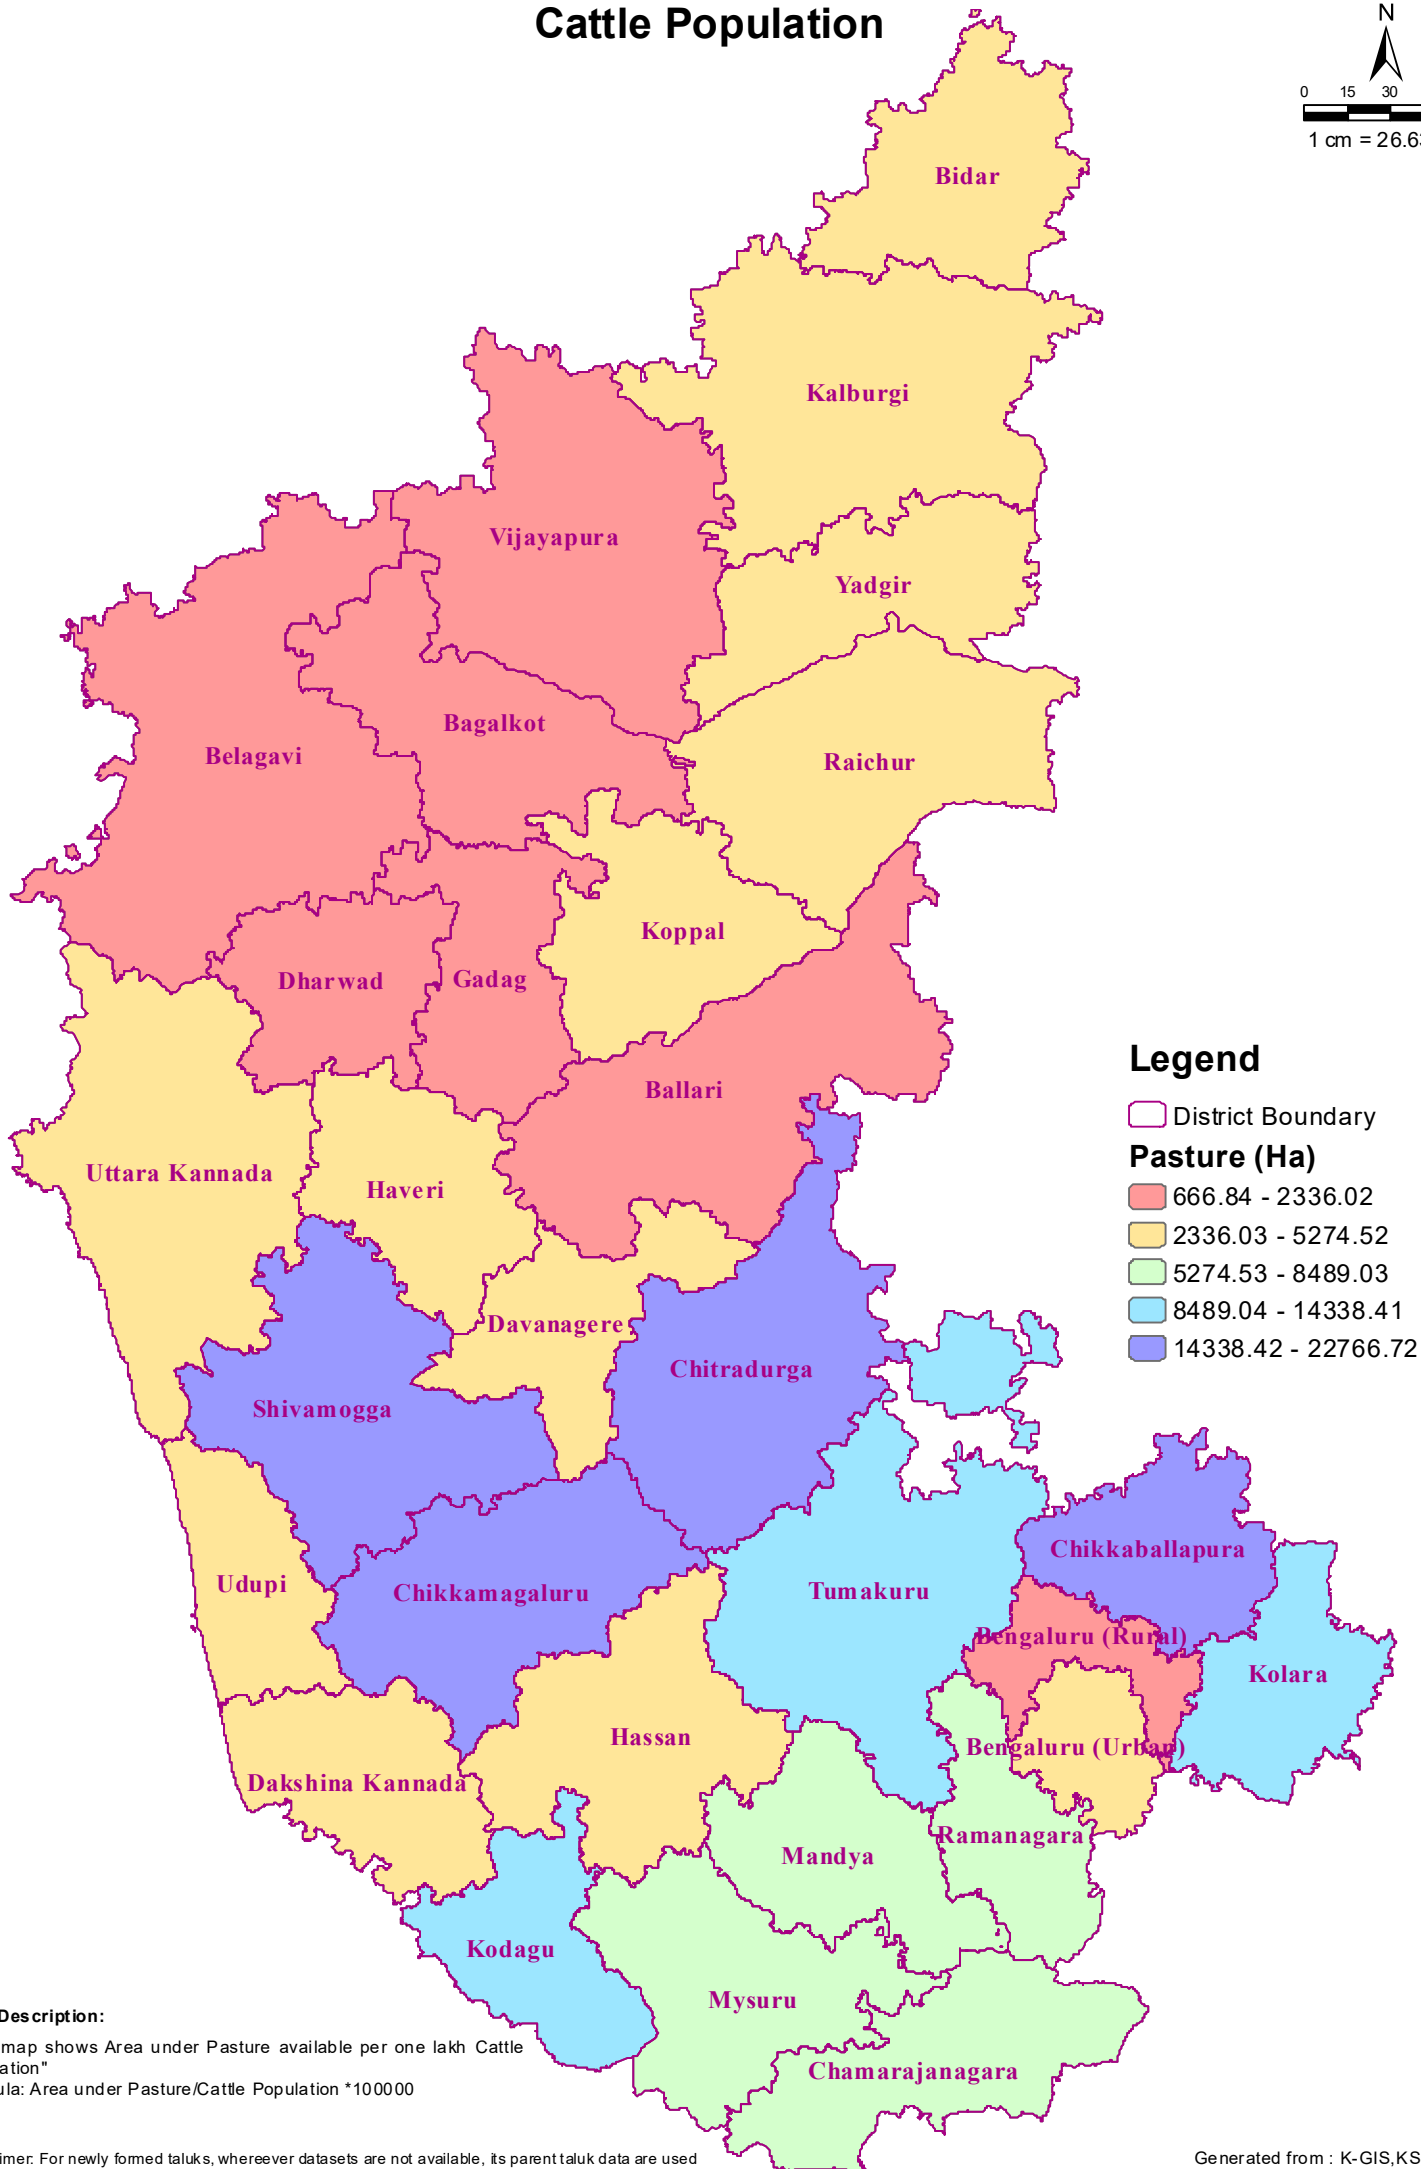 Cattle Population
N
0 15 30
1 cm = 26.63
Bidar
Kalburgi
Vijayapura
Yadgir
Bagalkot
Belagavi
Raichur
Koppal
Dharwad
Gadag
Ballari
Uttara Kannada
Haveri
Davanagere
Chitradurga
Shivamogga
Chikkaballapura
Udupi
Chikkamagaluru
Tumakuru
Bengaluru (Rural)
Kolara
Hassan
Bengaluru (Urban)
Dakshina Kannada
Ramanagara
Mandya
Kodagu
Mysuru
Chamarajanagara
Legend
District Boundary
Pasture (Ha)
666.84 - 2336.02
2336.03 - 5274.52
5274.53 - 8489.03
8489.04 - 14338.41
14338.42 - 22766.72
Description:
map shows Area under Pasture available per one lakh Cattle
ation"
ula: Area under Pasture/Cattle Population *100000
imer: For newly formed taluks, whereever datasets are not available, its parent taluk data are used
Generated from : K-GIS,KS